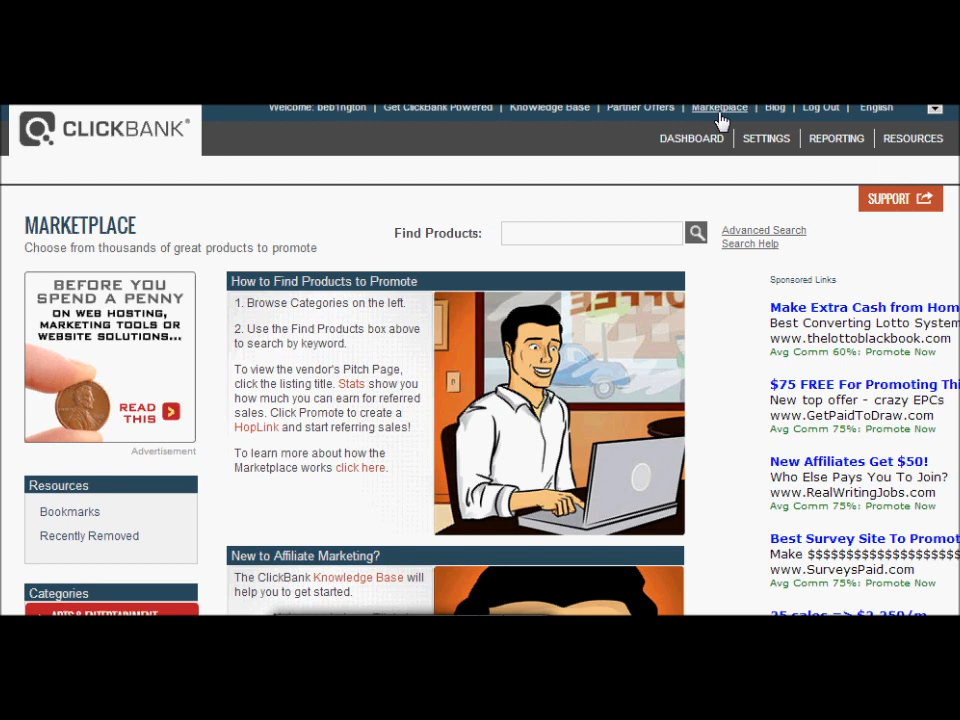 Welcome: beb1ngton | Get ClickBank Powered | Knowledge Base | Partner Offers | Marketplace | Blog | Log Out | English
CLICKBANK®
DASHBOARD | SETTINGS | REPORTING | RESOURCES
SUPPORT
MARKETPLACE
Choose from thousands of great products to promote
Find Products:
Advanced Search
Search Help
BEFORE YOU
SPEND A PENNY
ON WEB HOSTING,
MARKETING TOOLS OR
WEBSITE SOLUTIONS...
READ
THIS
Advertisement
Resources
Bookmarks
Recently Removed
Categories
ARTS & ENTERTAINMENT
How to Find Products to Promote
1. Browse Categories on the left.
2. Use the Find Products box above
to search by keyword.
To view the vendor's Pitch Page,
click the listing title. Stats show you
how much you can earn for referred
sales. Click Promote to create a
HopLink and start referring sales!
To learn more about how the
Marketplace works click here.
New to Affiliate Marketing?
The ClickBank Knowledge Base will
help you to get started.
Sponsored Links
Make Extra Cash from Hom
Best Converting Lotto System
www.thelottoblackbook.com
Avg Comm 60%: Promote Now
$75 FREE For Promoting Thi
New top offer - crazy EPCs
www.GetPaidToDraw.com
Avg Comm 75%: Promote Now
New Affiliates Get $50!
Who Else Pays You To Join?
www.RealWritingJobs.com
Avg Comm 75%: Promote Now
Best Survey Site To Promot
Make $$$$$$$$$$$$$$$$$$$$
www.SurveysPaid.com
Avg Comm 75%: Promote Now
25 sales => $2,250/m